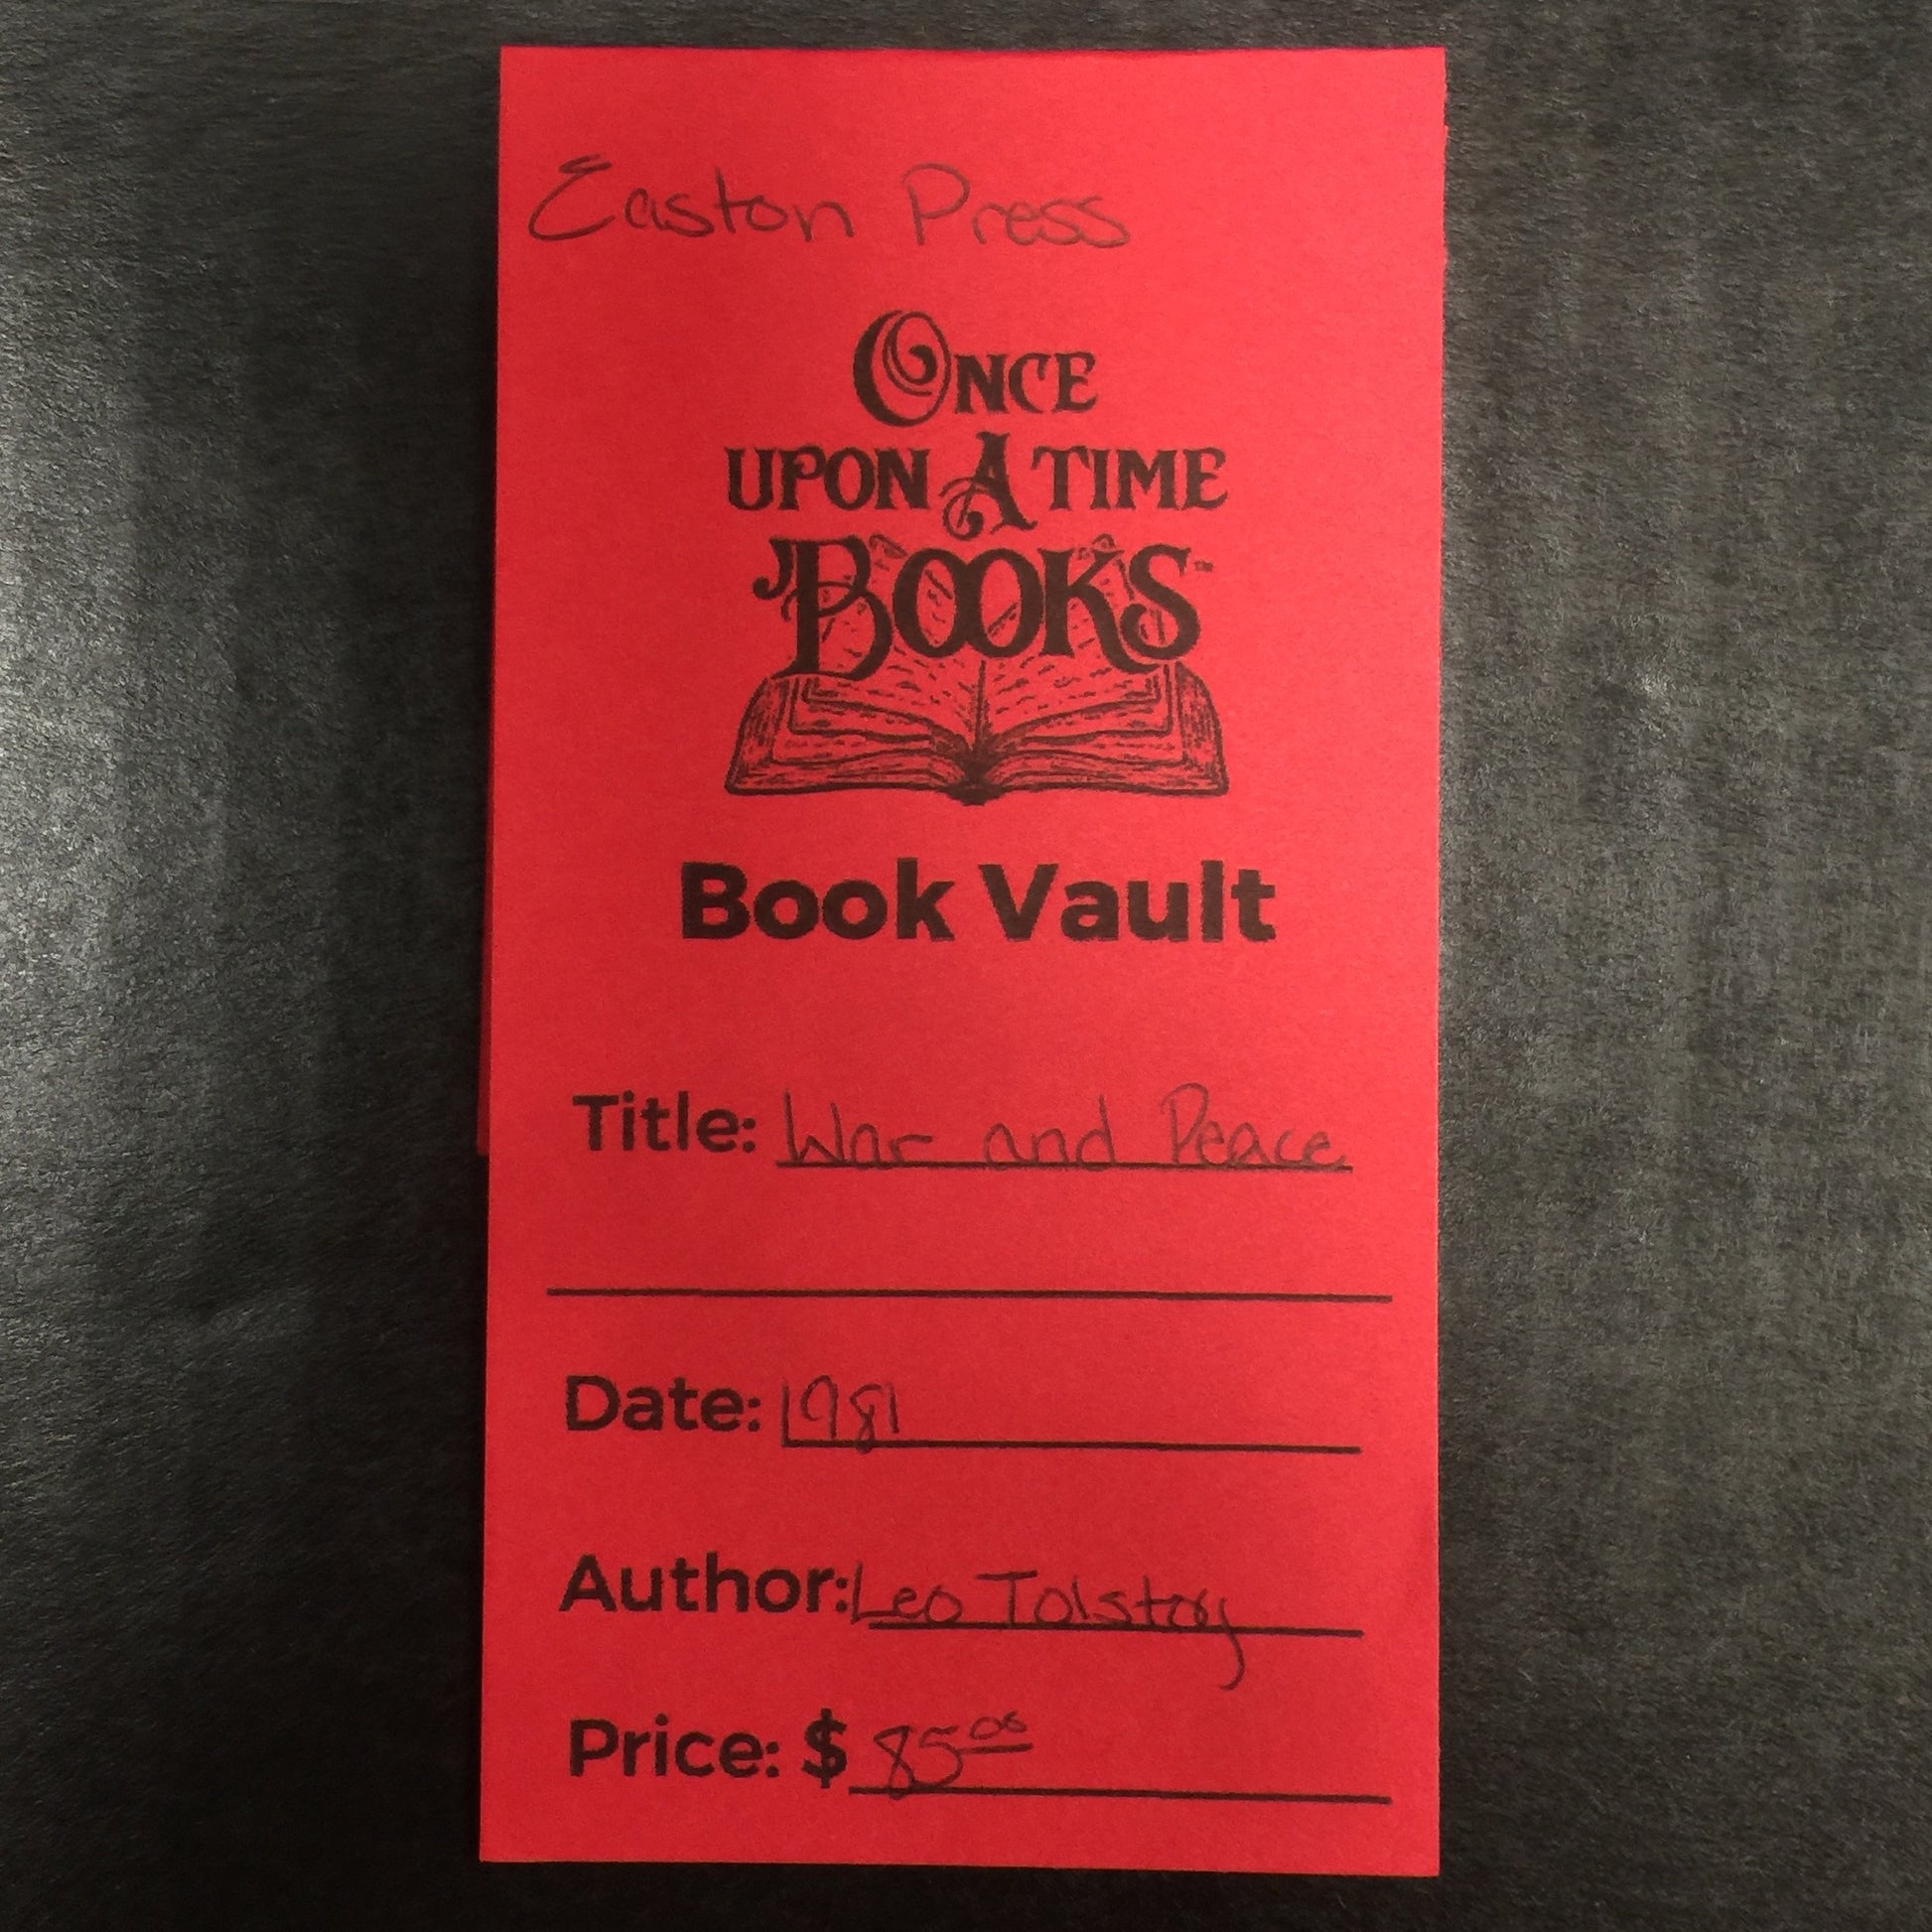 Easton Press
ONCE
UPON A TIME
BOOKS™
Book Vault
Title: War and Peace
Date: 1981
Author: Leo Tolstoy
Price: $ 85.00